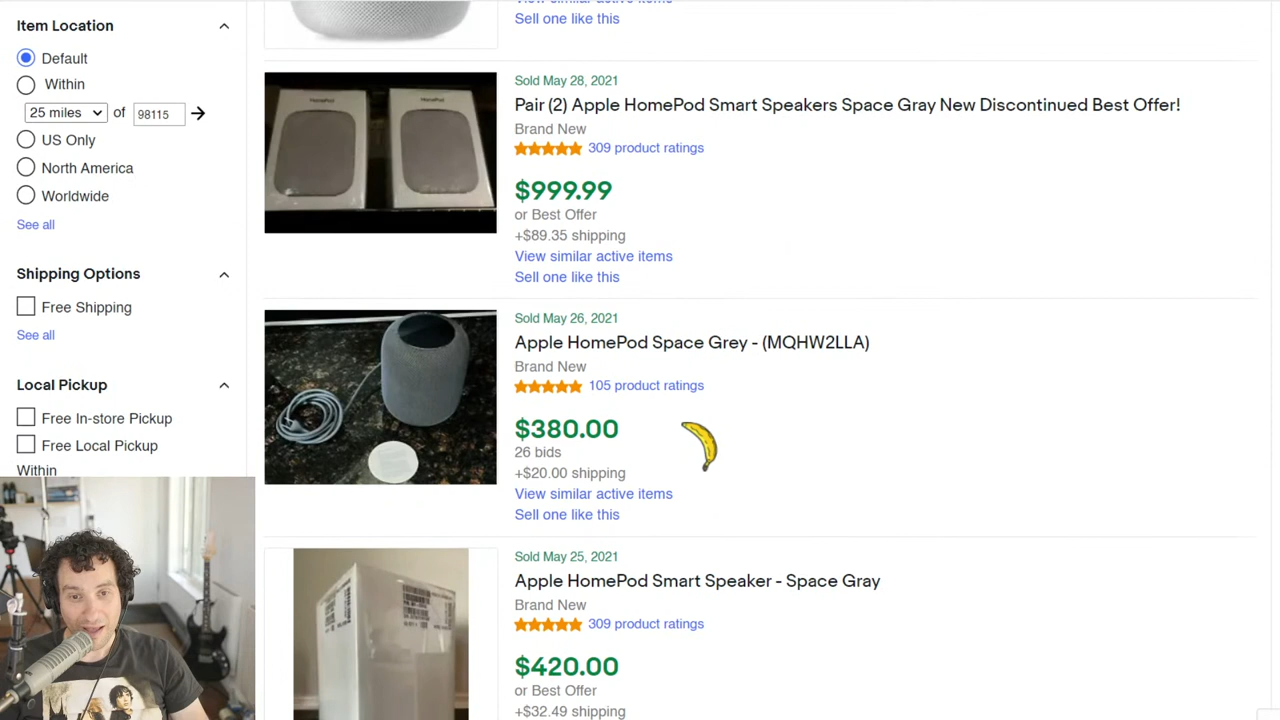 Item Location
Default
Within
25 miles of 98115
US Only
North America
Worldwide
See all
Shipping Options
Free Shipping
See all
Local Pickup
Free In-store Pickup
Free Local Pickup
Within
View similar active items
Sell one like this
HomePod HomePod
Sold May 28, 2021
Pair (2) Apple HomePod Smart Speakers Space Gray New Discontinued Best Offer!
Brand New
309 product ratings
$999.99
or Best Offer
+$89.35 shipping
View similar active items
Sell one like this
Sold May 26, 2021
Apple HomePod Space Grey - (MQHW2LLA)
Brand New
105 product ratings
$380.00
26 bids
+$20.00 shipping
View similar active items
Sell one like this
Sold May 25, 2021
Apple HomePod Smart Speaker - Space Gray
Brand New
309 product ratings
$420.00
or Best Offer
+$32.49 shipping